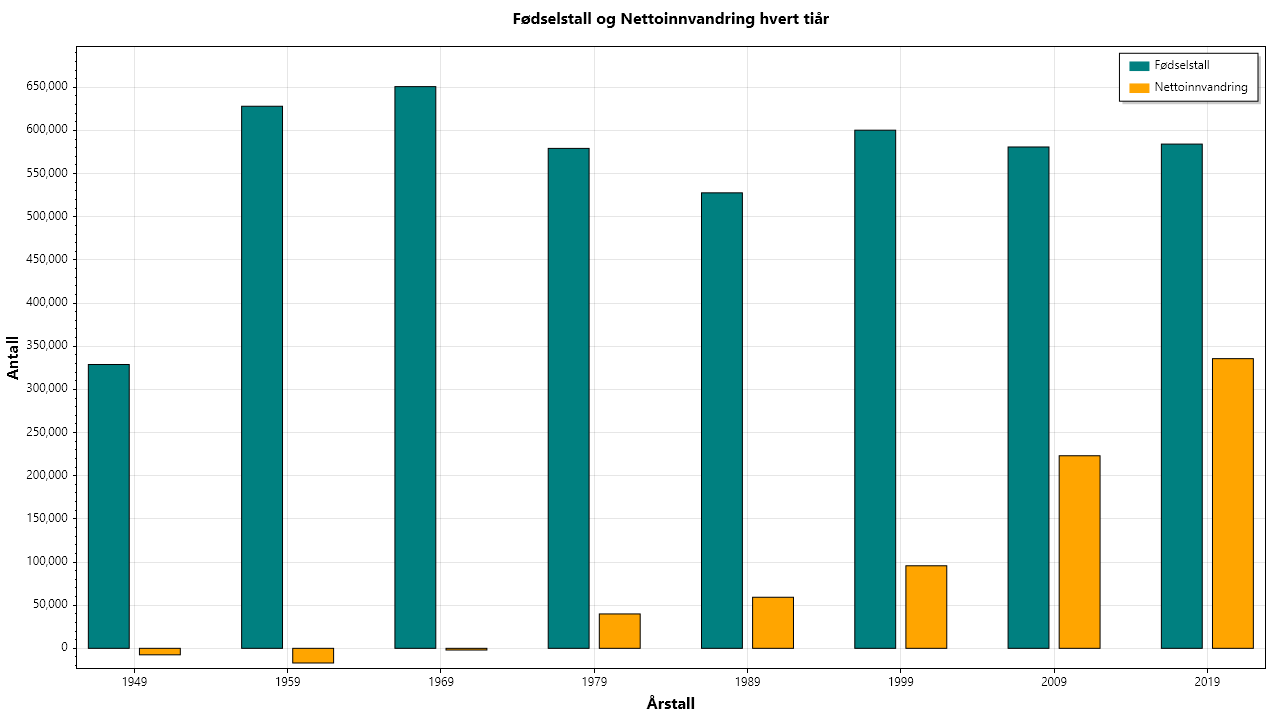 Fødselstall og Nettoinnvandring hvert tiår
Fødselstall
Nettoinnvandring
Antall
650,000
600,000
550,000
500,000
450,000
400,000
350,000
300,000
250,000
200,000
150,000
100,000
50,000
0
1949 1959 1969 1979 1989 1999 2009 2019
Årstall